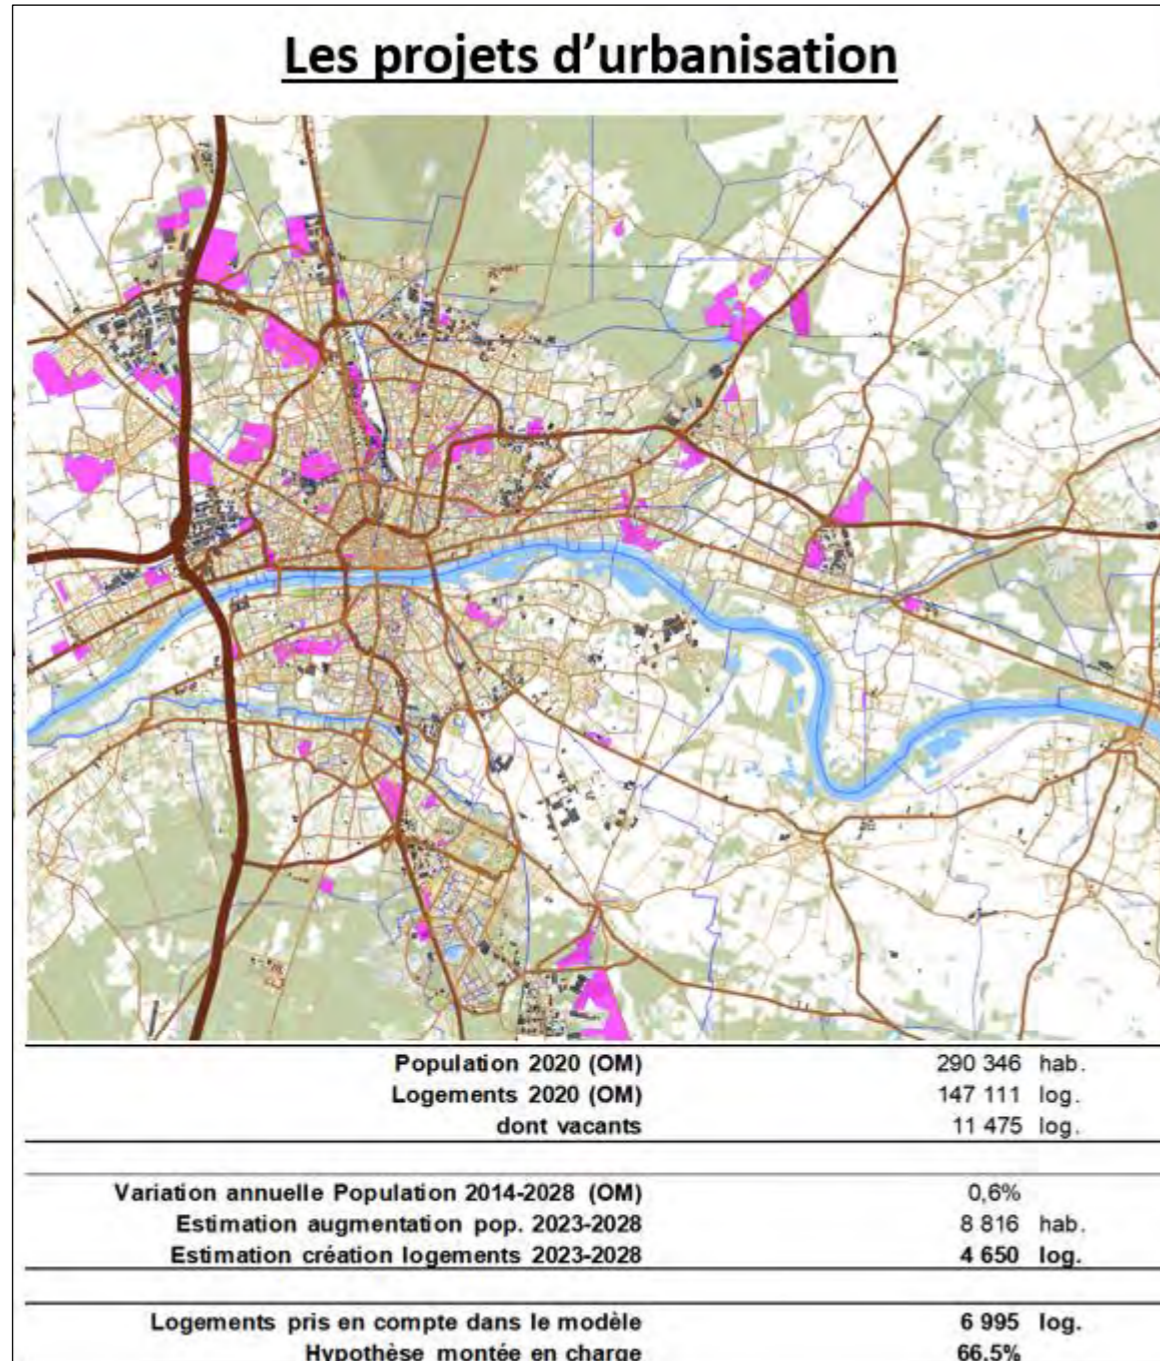 Les projets d'urbanisation
Population 2020 (OM) 290 346 hab.
Logements 2020 (OM) 147 111 log.
dont vacants 11 475 log.
Variation annuelle Population 2014-2028 (OM) 0,6%
Estimation augmentation pop. 2023-2028 8 816 hab.
Estimation création logements 2023-2028 4 650 log.
Logements pris en compte dans le modèle 6 995 log.
Hypothèse montée en charge 66,5%